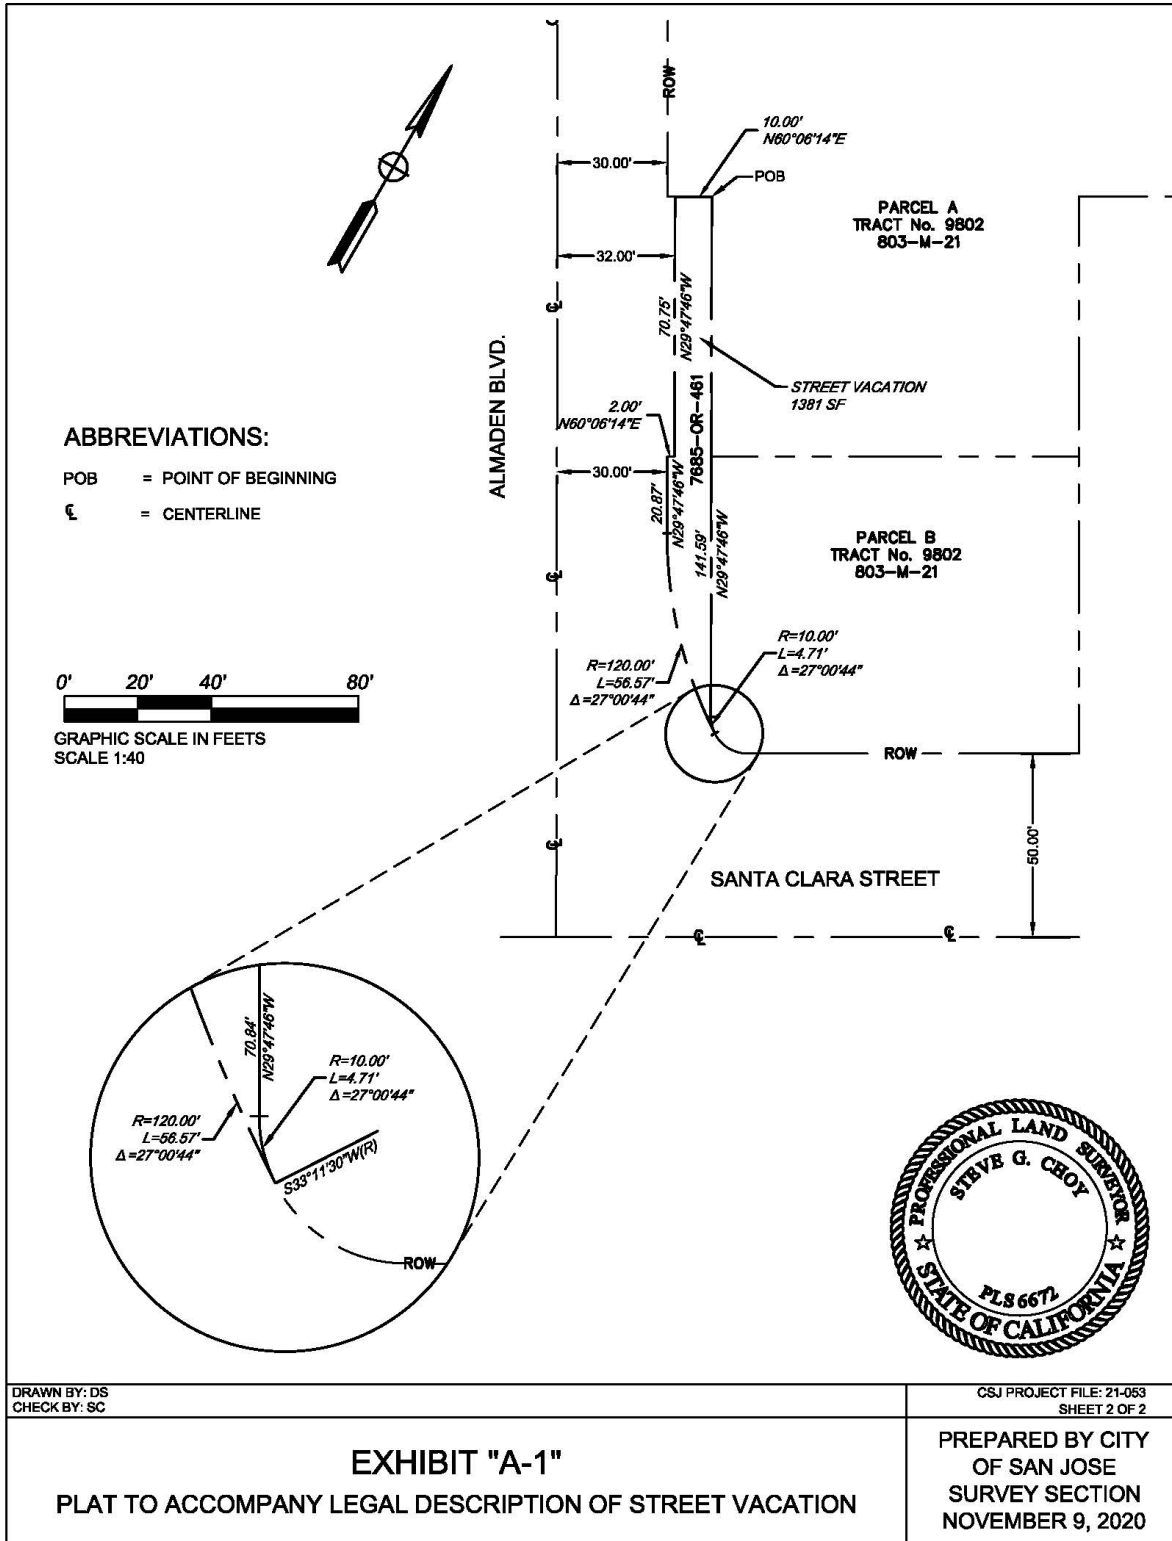 ROW
10.00'
N60°06'14"E
30.00'
POB
PARCEL A
TRACT No. 9802
803-M-21
32.00'
℄
70.75'
N29°47'46"W
ALMADEN BLVD.
STREET VACATION
1381 SF
7685-OR-461
2.00'
N60°06'14"E
ABBREVIATIONS:
POB = POINT OF BEGINNING
℄ = CENTERLINE
30.00'
20.87'
N29°47'46"W
141.59'
N29°47'46"W
PARCEL B
TRACT No. 9802
803-M-21
℄
R=10.00'
L=4.71'
Δ=27°00'44"
R=120.00'
L=56.57'
Δ=27°00'44"
0' 20' 40' 80'
GRAPHIC SCALE IN FEETS
SCALE 1:40
ROW
50.00'
℄
SANTA CLARA STREET
℄ ℄
70.84'
N29°47'46"W
R=10.00'
L=4.71'
Δ=27°00'44"
R=120.00'
L=56.57'
Δ=27°00'44"
S33°11'30"W(R)
ROW
PROFESSIONAL LAND SURVEYOR
STEVE G. CHOY
PLS 6672
STATE OF CALIFORNIA
DRAWN BY: DS
CHECK BY: SC
CSJ PROJECT FILE: 21-053
SHEET 2 OF 2
EXHIBIT "A-1"
PLAT TO ACCOMPANY LEGAL DESCRIPTION OF STREET VACATION
PREPARED BY CITY
OF SAN JOSE
SURVEY SECTION
NOVEMBER 9, 2020